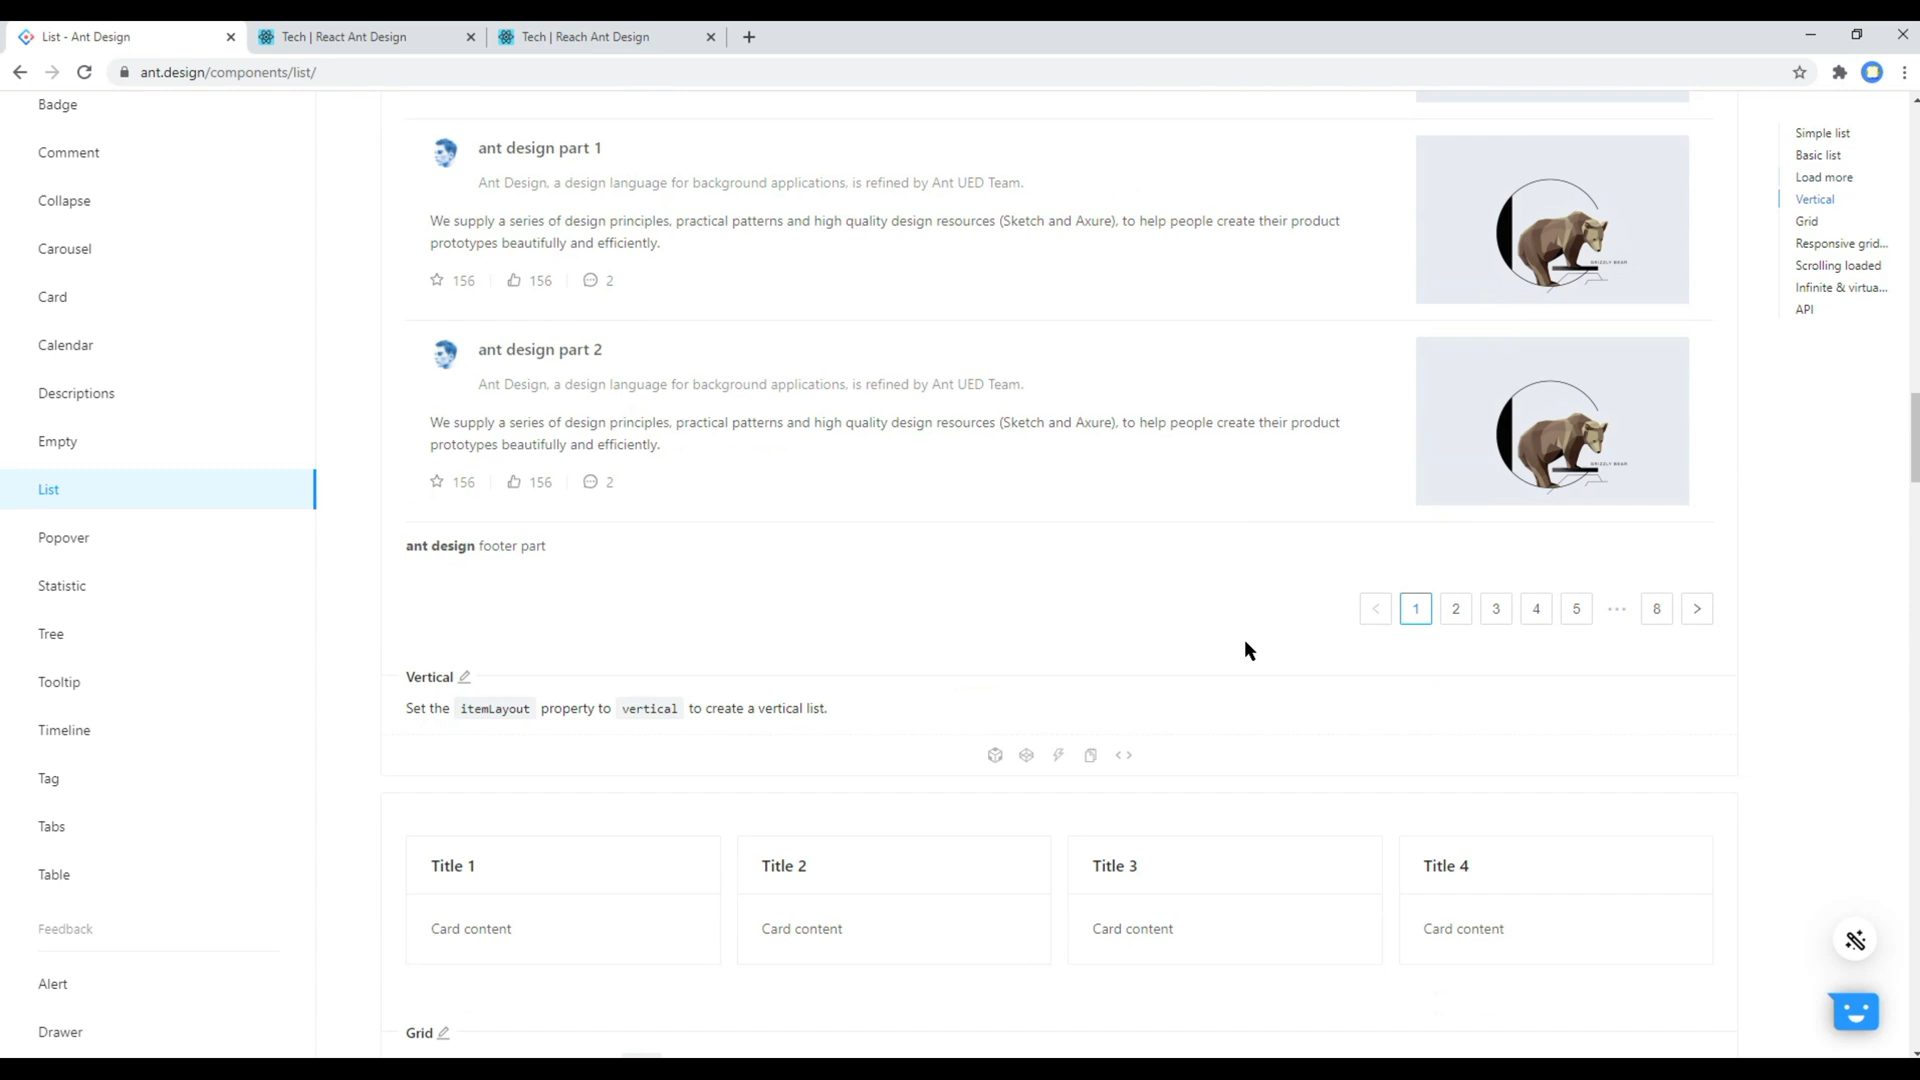 List - Ant Design
Tech | React Ant Design
Tech | Reach Ant Design
ant.design/components/list/
Badge
Comment
Collapse
Carousel
Card
Calendar
Descriptions
Empty
List
Popover
Statistic
Tree
Tooltip
Timeline
Tag
Tabs
Table
Feedback
Alert
Drawer
ant design part 1
Ant Design, a design language for background applications, is refined by Ant UED Team.
We supply a series of design principles, practical patterns and high quality design resources (Sketch and Axure), to help people create their product
prototypes beautifully and efficiently.
156 156 2
GRIZZLY BEAR
ant design part 2
Ant Design, a design language for background applications, is refined by Ant UED Team.
We supply a series of design principles, practical patterns and high quality design resources (Sketch and Axure), to help people create their product
prototypes beautifully and efficiently.
156 156 2
GRIZZLY BEAR
ant design footer part
< 1 2 3 4 5 ••• 8 >
Vertical
Set the itemLayout property to vertical to create a vertical list.
Title 1 Title 2 Title 3 Title 4
Card content Card content Card content Card content
Grid
Simple list
Basic list
Load more
Vertical
Grid
Responsive grid...
Scrolling loaded
Infinite & virtua...
API